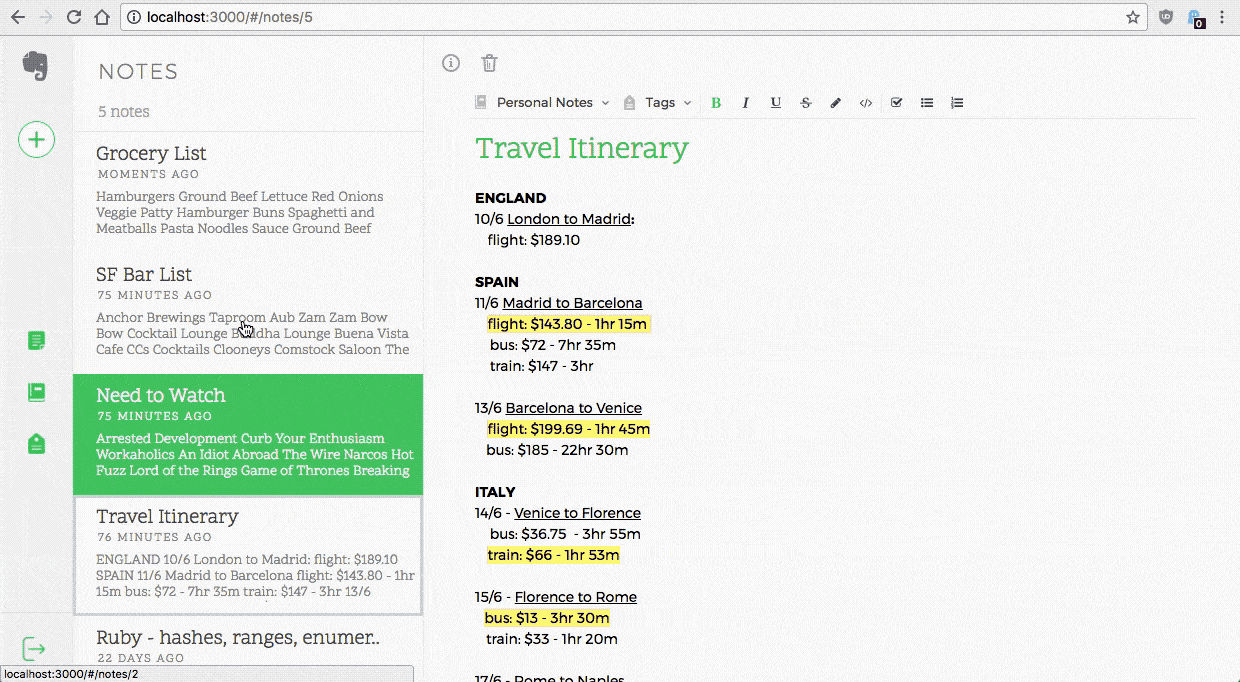 localhost:3000/#/notes/5
0
NOTES
5 notes
Grocery List
MOMENTS AGO
Hamburgers Ground Beef Lettuce Red Onions
Veggie Patty Hamburger Buns Spaghetti and
Meatballs Pasta Noodles Sauce Ground Beef
SF Bar List
75 MINUTES AGO
Anchor Brewings Taproom Aub Zam Zam Bow
Bow Cocktail Lounge Buddha Lounge Buena Vista
Cafe CCs Cocktails Clooneys Comstock Saloon The
Need to Watch
75 MINUTES AGO
Arrested Development Curb Your Enthusiasm
Workaholics An Idiot Abroad The Wire Narcos Hot
Fuzz Lord of the Rings Game of Thrones Breaking
Travel Itinerary
76 MINUTES AGO
ENGLAND 10/6 London to Madrid: flight: $189.10
SPAIN 11/6 Madrid to Barcelona flight: $143.80 - 1hr
15m bus: $72 - 7hr 35m train: $147 - 3hr 13/6
Ruby - hashes, ranges, enumer..
22 DAYS AGO
localhost:3000/#/notes/2
Personal Notes Tags B I U S </>
Travel Itinerary
ENGLAND
10/6 London to Madrid:
flight: $189.10
SPAIN
11/6 Madrid to Barcelona
flight: $143.80 - 1hr 15m
bus: $72 - 7hr 35m
train: $147 - 3hr
13/6 Barcelona to Venice
flight: $199.69 - 1hr 45m
bus: $185 - 22hr 30m
ITALY
14/6 - Venice to Florence
bus: $36.75 - 3hr 55m
train: $66 - 1hr 53m
15/6 - Florence to Rome
bus: $13 - 3hr 30m
train: $33 - 1hr 20m
17/6 - Rome to Naples